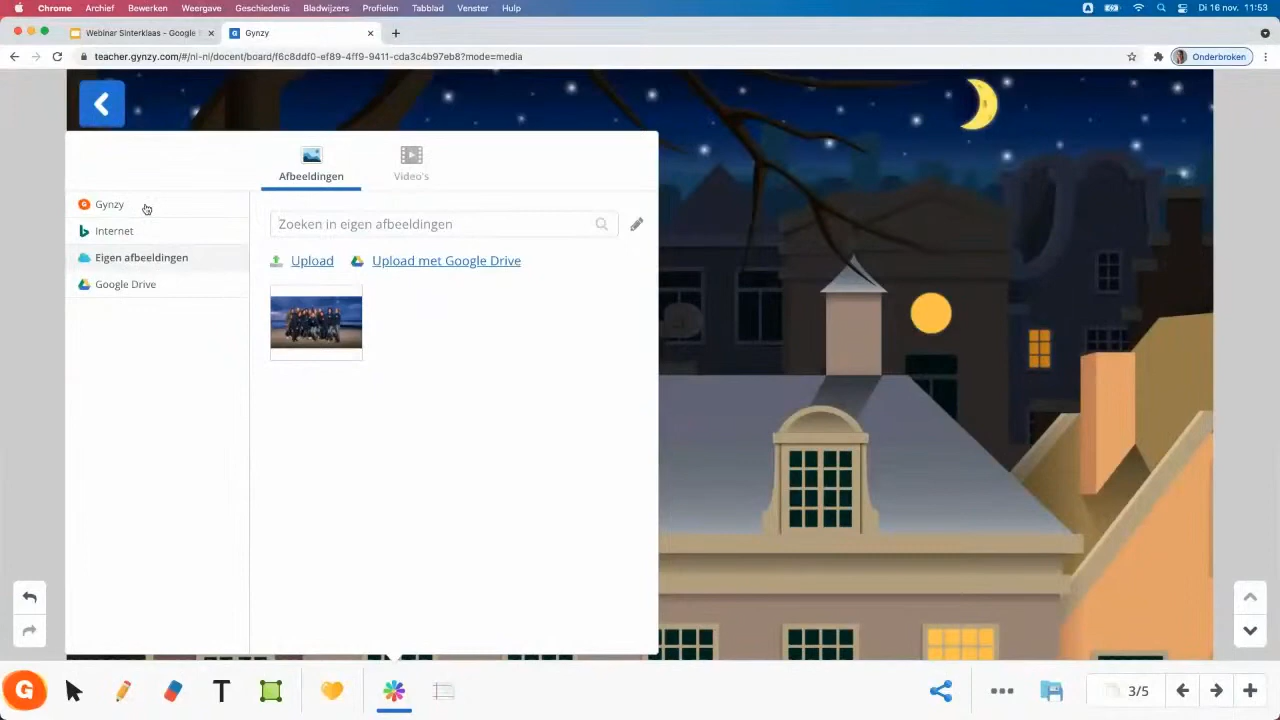 Chrome Archief Bewerken Weergave Geschiedenis Bladwijzers Profielen Tabblad Venster Hulp Di 16 nov. 11:53
Webinar Sinterklaas - Google Gynzy
teacher.gynzy.com/#/nl-nl/docent/board/f6c8ddf0-ef89-4ff9-9411-cda3c4b97eb8?mode=media Onderbroken
Afbeeldingen Video's
Gynzy
Internet
Eigen afbeeldingen
Google Drive
Zoeken in eigen afbeeldingen
Upload Upload met Google Drive
G T 3/5